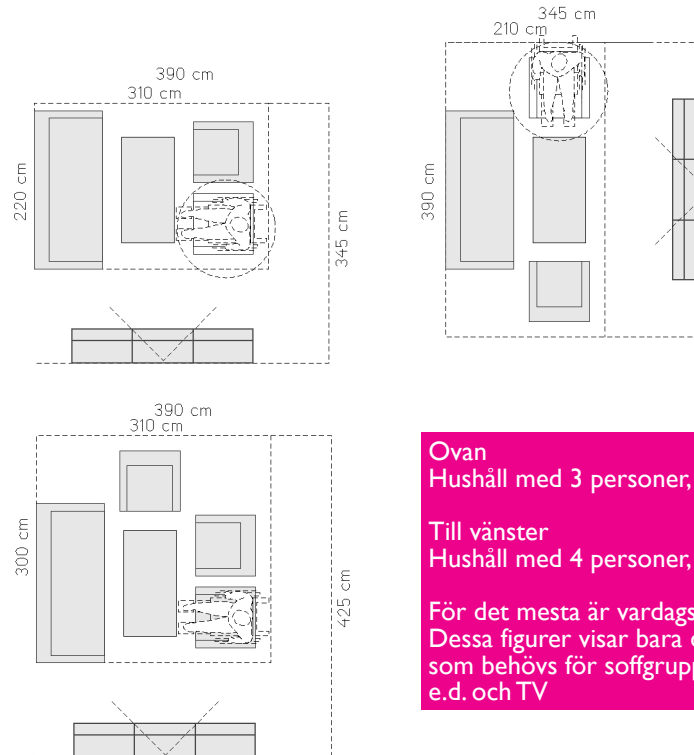 345 cm
210 cm
390 cm
310 cm
220 cm
345 cm
390 cm
390 cm
310 cm
300 cm
425 cm
Ovan
Hushåll med 3 personer,
Till vänster
Hushåll med 4 personer,
För det mesta är vardags
Dessa figurer visar bara
som behövs för soffgrup
e.d. och TV